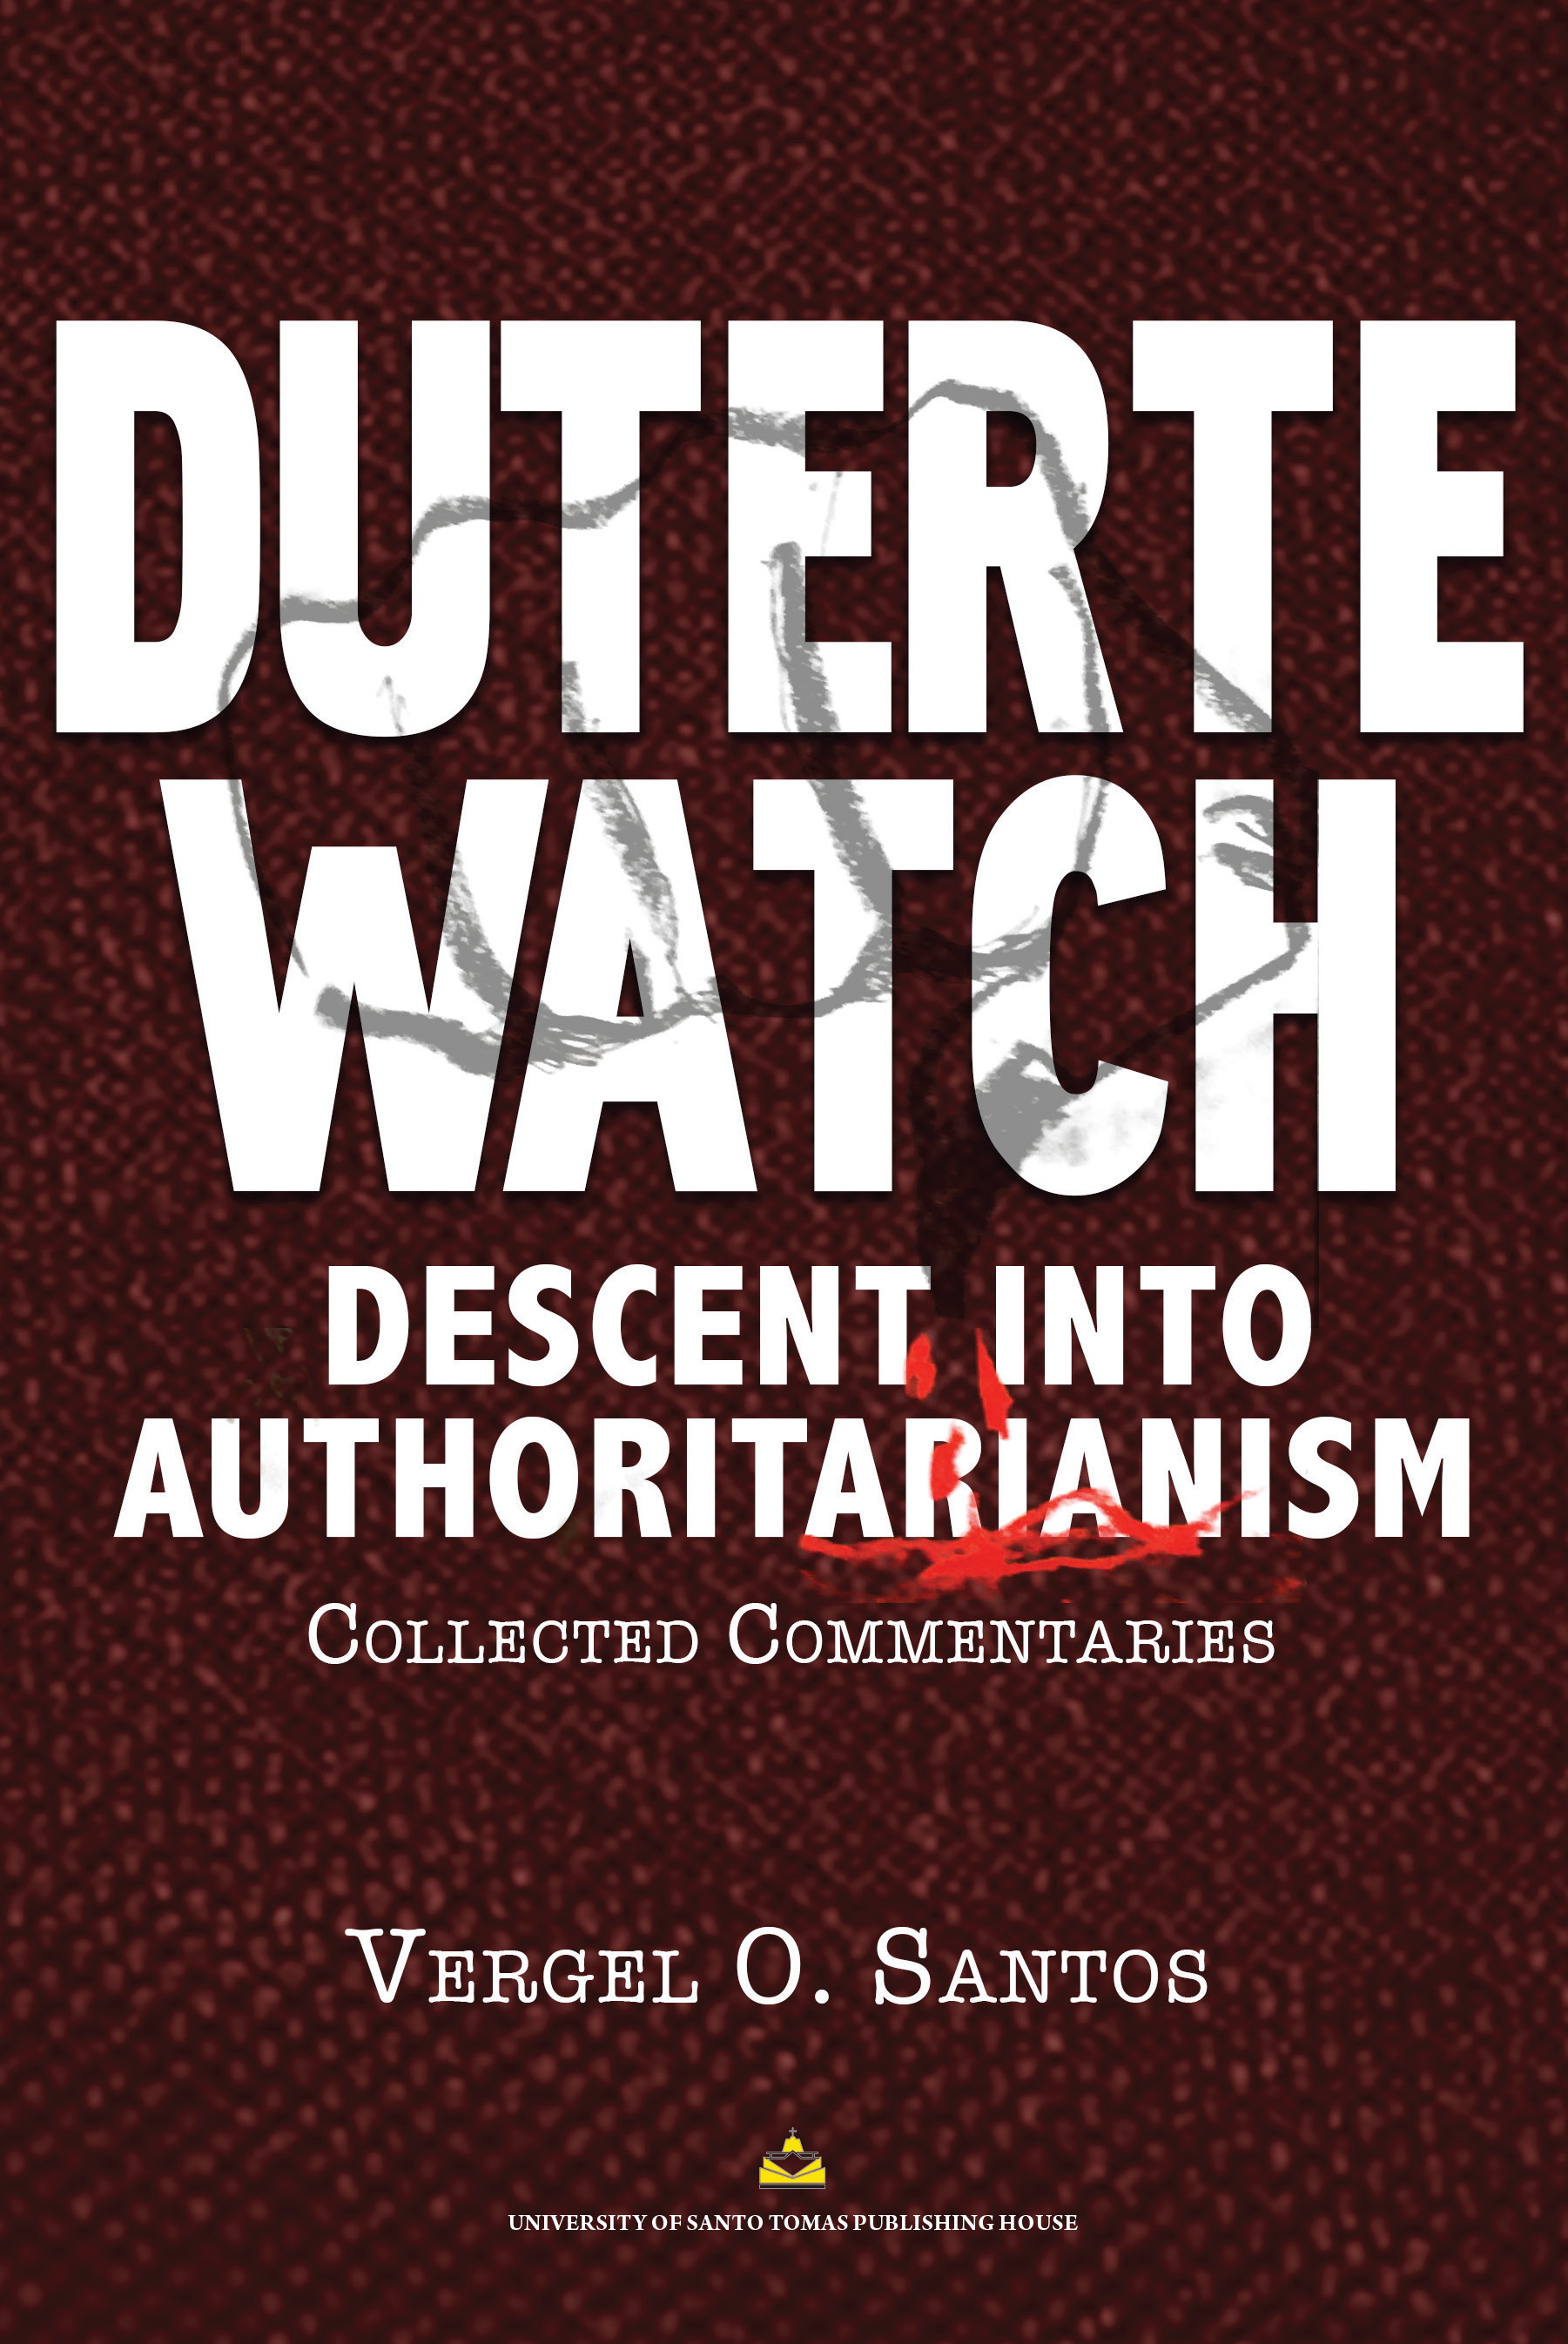 DUTERTE
WATCH
DESCENT INTO
AUTHORITARIANISM
COLLECTED COMMENTARIES
VERGEL O. SANTOS
UNIVERSITY OF SANTO TOMAS PUBLISHING HOUSE